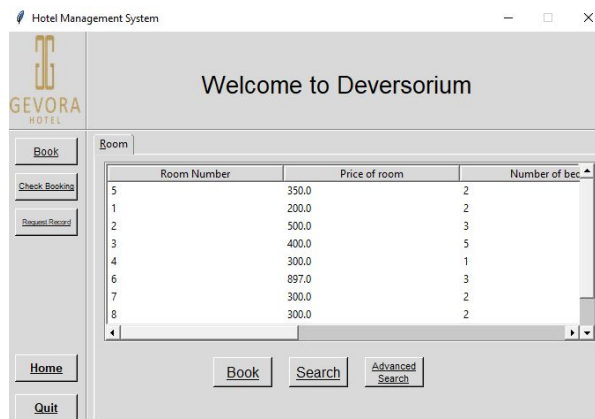 Hotel Management System
GEVORA
HOTEL
Welcome to Deversorium
Book
Check Booking
Request Record
Home
Quit
Room
Room Number Price of room Number of bec
5 350.0 2
1 200.0 2
2 500.0 3
3 400.0 5
4 300.0 1
6 897.0 3
7 300.0 2
8 300.0 2
Book Search Advanced
Search